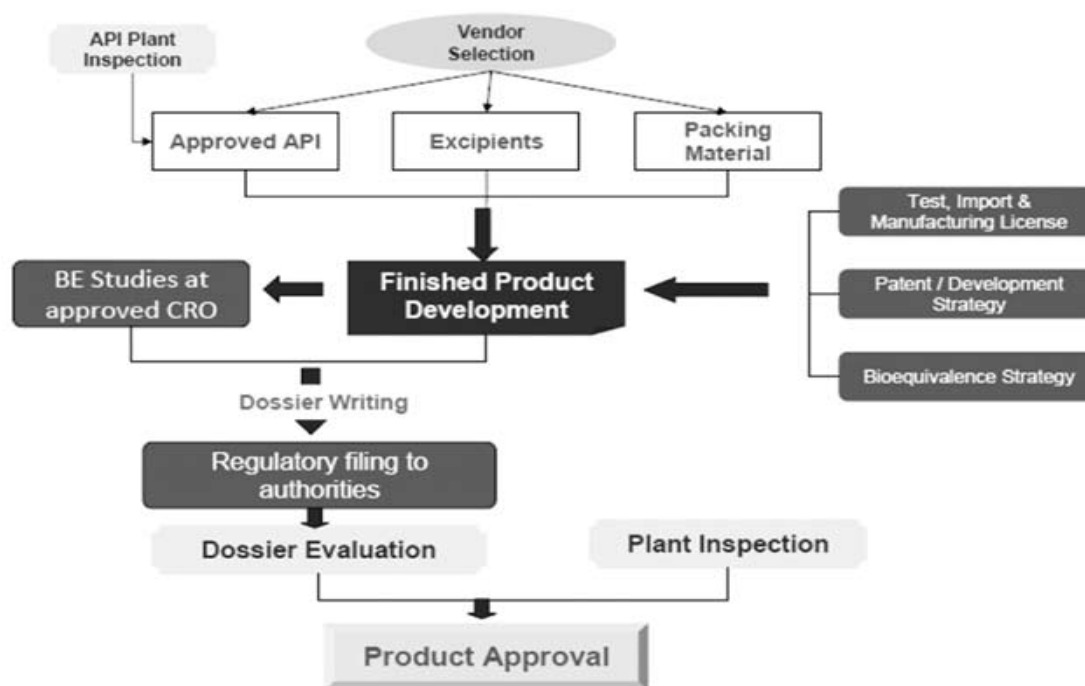 API Plant
Inspection
Vendor
Selection
Approved API
Excipients
Packing
Material
Test, Import &
Manufacturing License
BE Studies at
approved CRO
Finished Product
Development
Patent / Development
Strategy
Bioequivalence Strategy
Dossier Writing
Regulatory filing to
authorities
Dossier Evaluation
Plant Inspection
Product Approval